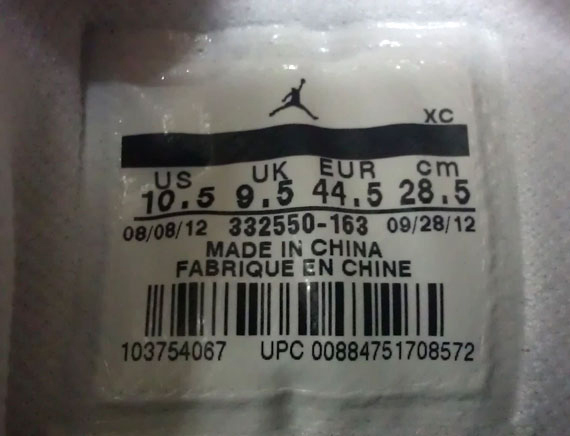 XC
US UK EUR cm
10.5 9.5 44.5 28.5
08/08/12 332550-163 09/28/12
MADE IN CHINA
FABRIQUE EN CHINE
103754067 UPC 00884751708572